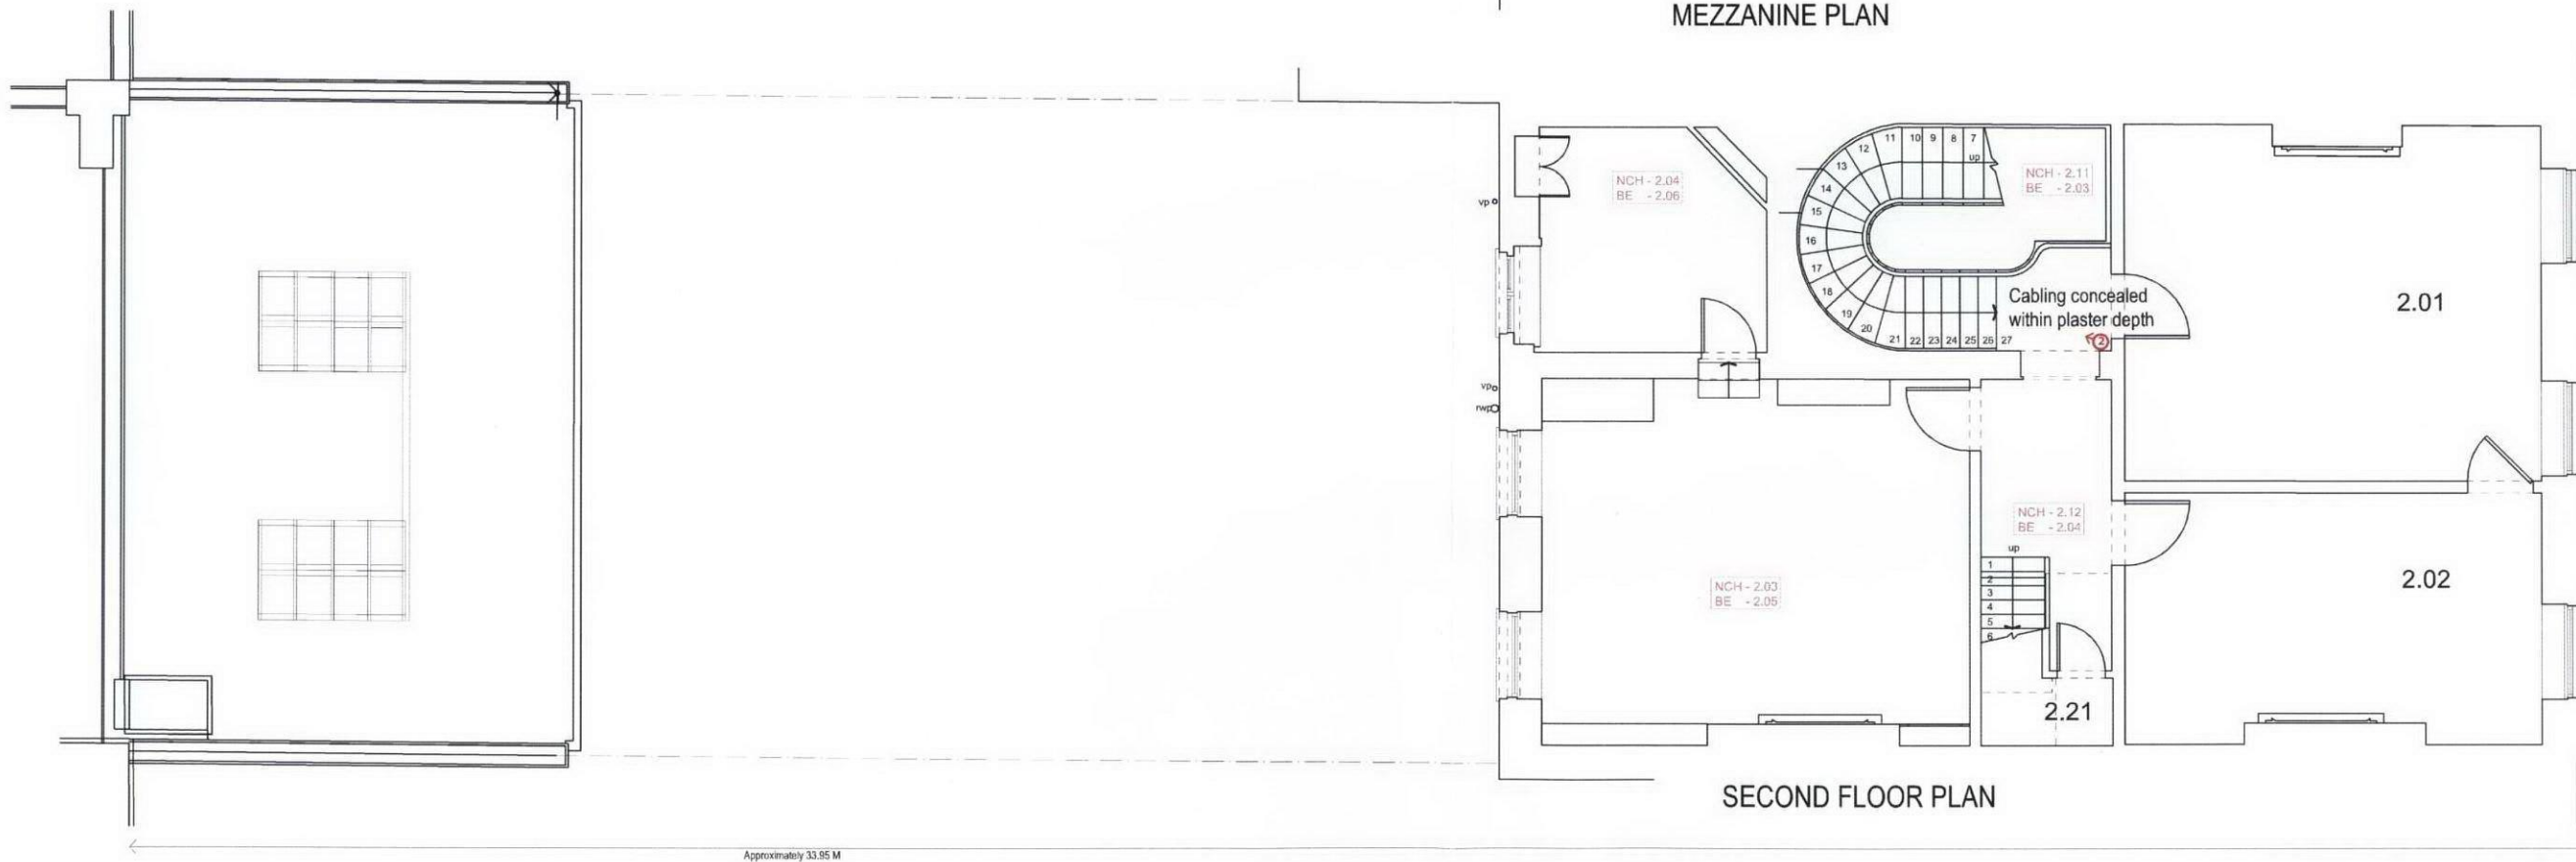 MEZZANINE PLAN
NCH - 2.04
BE - 2.06
NCH - 2.11
BE - 2.03
7
8
9
10
11
12
13
14
15
16
17
18
19
20
21
22
23
24
25
26
27
up
Cabling concealed
within plaster depth
2
2.01
vp
vp
rwp
NCH - 2.12
BE - 2.04
up
1
2
3
4
5
6
NCH - 2.03
BE - 2.05
2.02
2.21
SECOND FLOOR PLAN
Approximately 33.95 M